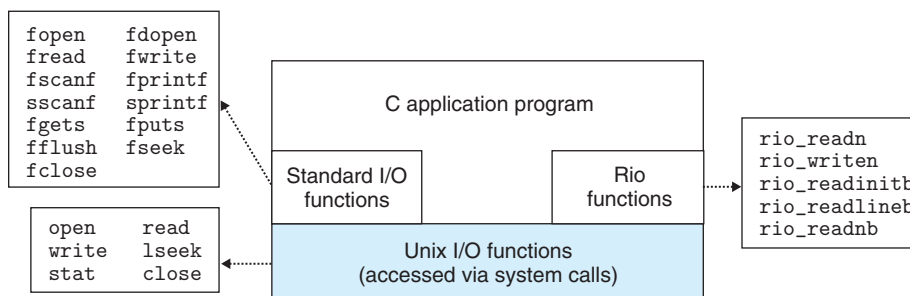 fopen fdopen
fread fwrite
fscanf fprintf
sscanf sprintf
fgets fputs
fflush fseek
fclose
C application program
Standard I/O
functions
Rio
functions
rio_readn
rio_writen
rio_readinitb
rio_readlineb
rio_readnb
open read
write lseek
stat close
Unix I/O functions
(accessed via system calls)